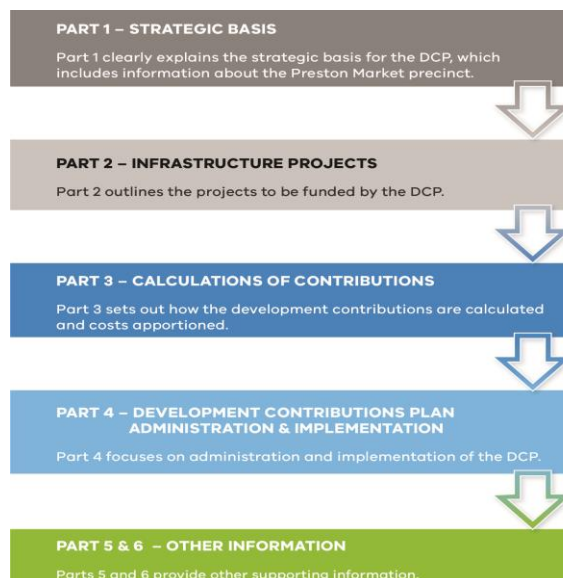 PART 1 – STRATEGIC BASIS
Part 1 clearly explains the strategic basis for the DCP, which
includes information about the Preston Market precinct.
PART 2 – INFRASTRUCTURE PROJECTS
Part 2 outlines the projects to be funded by the DCP.
PART 3 – CALCULATIONS OF CONTRIBUTIONS
Part 3 sets out how the development contributions are calculated
and costs apportioned.
PART 4 – DEVELOPMENT CONTRIBUTIONS PLAN
ADMINISTRATION & IMPLEMENTATION
Part 4 focuses on administration and implementation of the DCP.
PART 5 & 6 – OTHER INFORMATION
Parts 5 and 6 provide other supporting information.